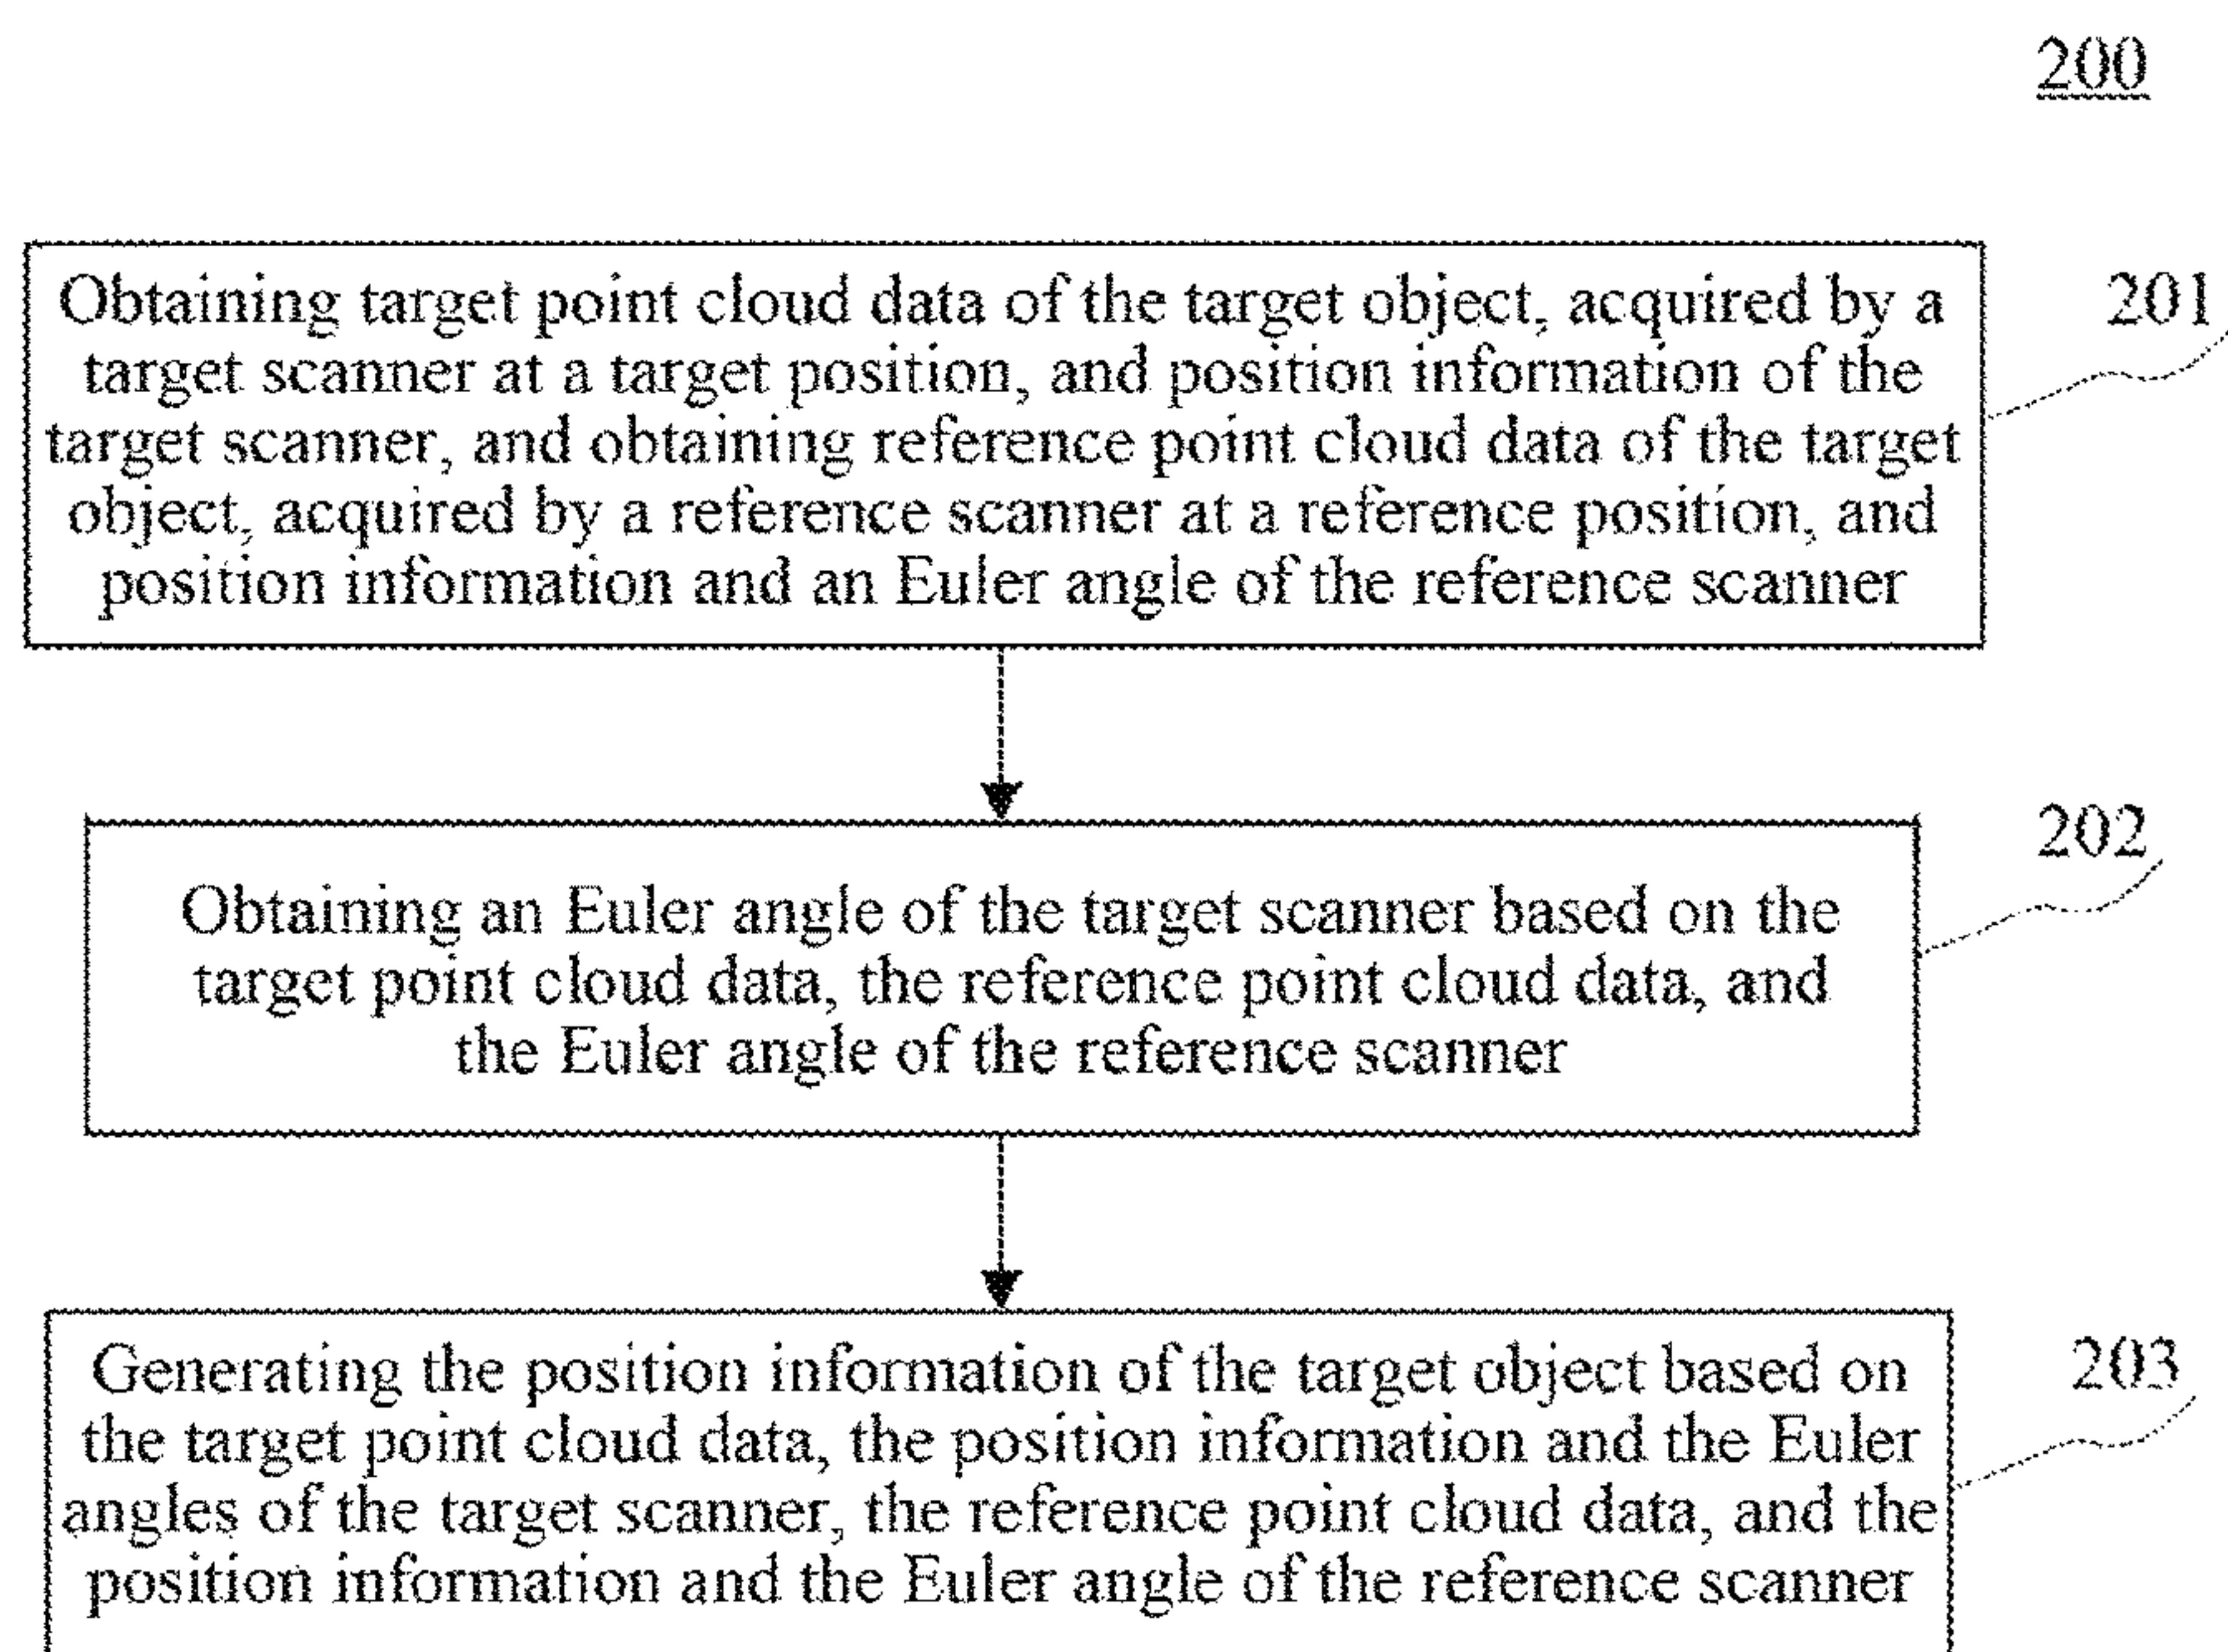 200
Obtaining target point cloud data of the target object, acquired by a
201
target scanner at a target position, and position information of the
target scanner, and obtaining reference point cloud data of the target
object, acquired by a reference scanner at a reference position, and
position information and an Euler angle of the reference scanner
202
Obtaining an Euler angle of the target scanner based on the
target point cloud data, the reference point cloud data, and
the Euler angle of the reference scanner
203
Generating the position information of the target object based on
the target point cloud data, the position information and the Euler
angles of the target scanner, the reference point cloud data, and the
position information and the Euler angle of the reference scanner